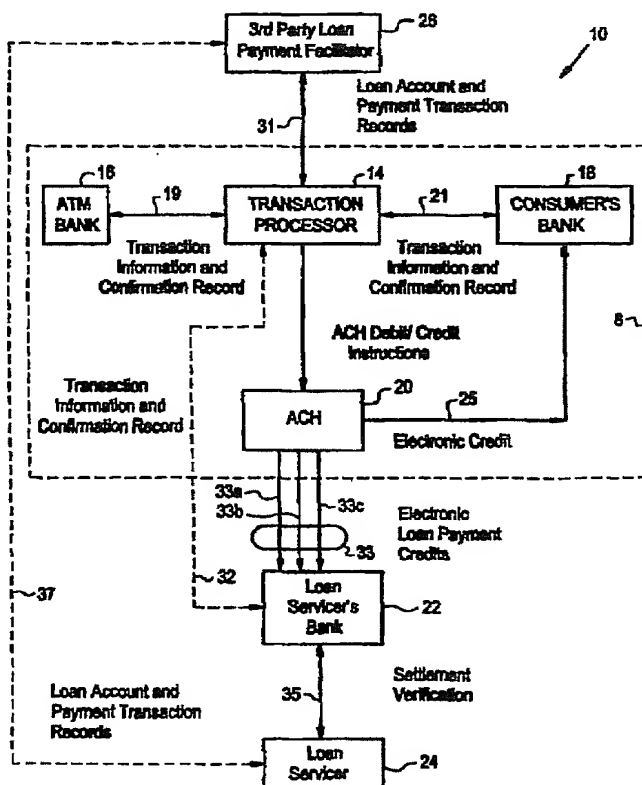 26
3rd Party Loan
Payment Facilitator
10
Loan Account and
Payment Transaction
Records
31
16
ATM
BANK
19
14
TRANSACTION
PROCESSOR
21
18
CONSUMER'S
BANK
Transaction
Information and
Confirmation Record
Transaction
Information and
Confirmation Record
8
ACH Debit/ Credit
Instructions
Transaction
Information and
Confirmation Record
20
ACH
25
Electronic Credit
33a
33b
33c
33
Electronic
Loan Payment
Credits
32
37
Loan
Servicer's
Bank
22
Loan Account and
Payment Transaction
Records
35
Settlement
Verification
Loan
Servicer
24